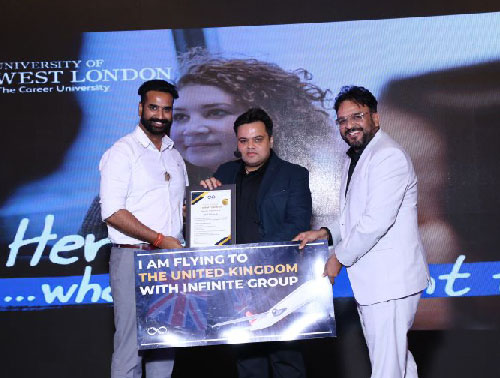 UNIVERSITY OF
WEST LONDON
The Career University
Her
...wh
t
I AM FLYING TO
THE UNITED KINGDOM
WITH INFINITE GROUP